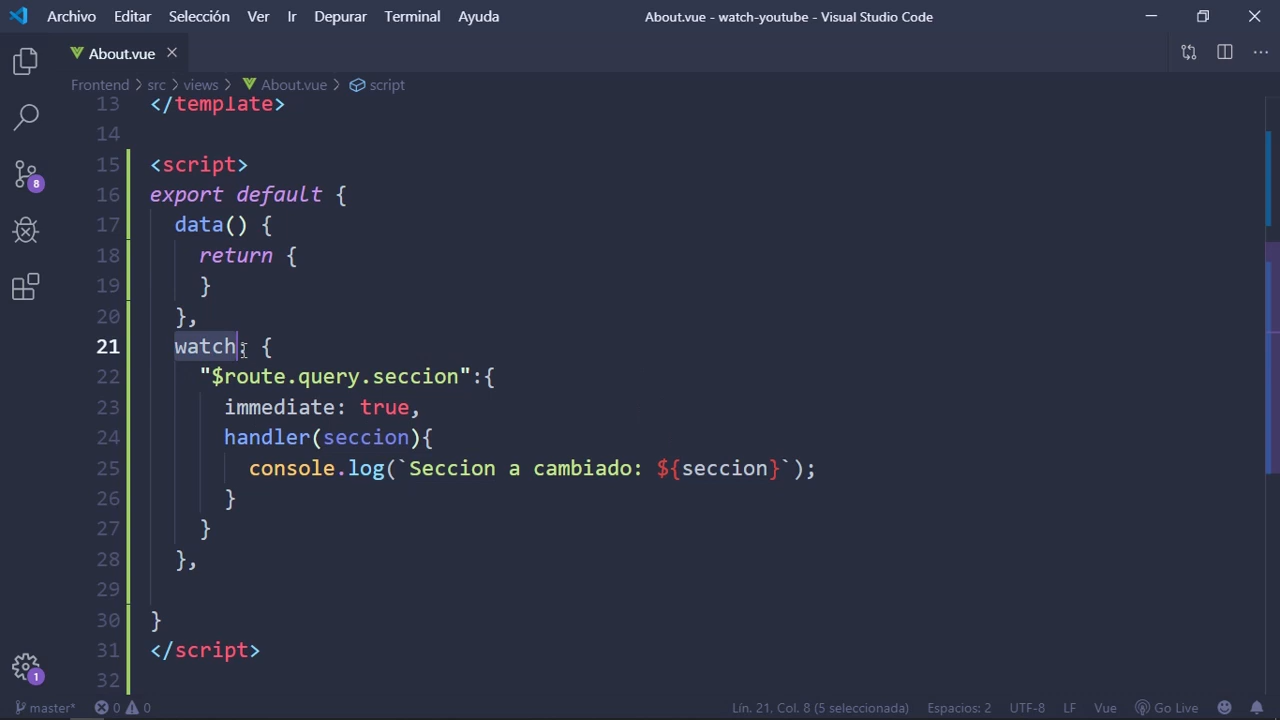 Archivo Editar Selección Ver Ir Depurar Terminal Ayuda About.vue - watch-youtube - Visual Studio Code
About.vue
Frontend › src › views › About.vue › script
13 </template>
14
15 <script>
16 export default {
17 data() {
18 return {
19 }
20 },
21 watch: {
22 "$route.query.seccion":{
23 immediate: true,
24 handler(seccion){
25 console.log(`Seccion a cambiado: ${seccion}`);
26 }
27 }
28 },
29
30 }
31 </script>
32
8
1
master* 0 0 Lín. 21, Col. 8 (5 seleccionada) Espacios: 2 UTF-8 LF Vue Go Live